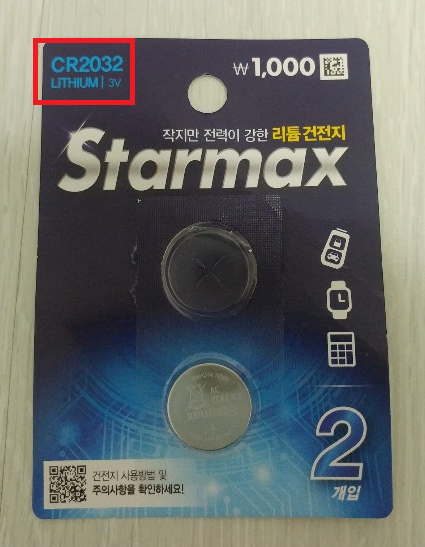 CR2032
LITHIUM | 3V
₩1,000
작지만 전력이 강한 리튬건전지
Starmax
2
개입
건전지 사용방법 및
주의사항을 확인하세요!